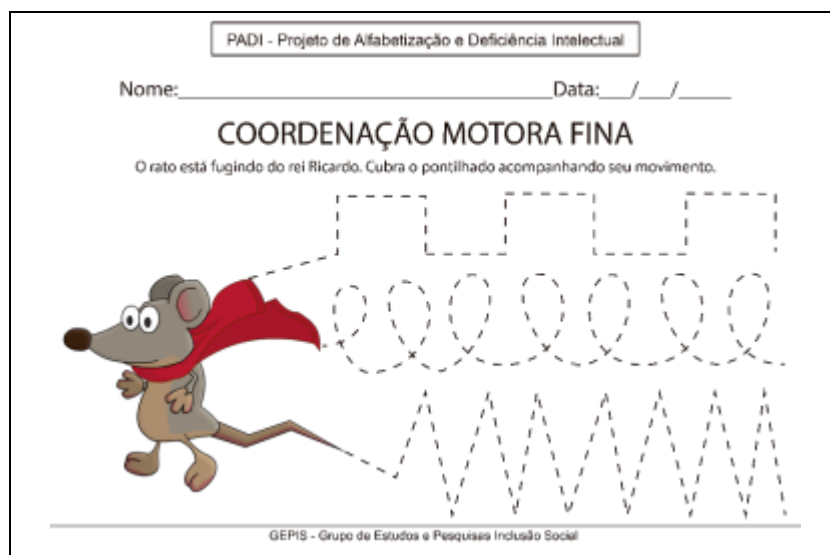 PADI - Projeto de Alfabetização e Deficiência Intelectual
Nome:____________________Data:___/___/_____
COORDENAÇÃO MOTORA FINA
O rato está fugindo do rei Ricardo. Cubra o pontilhado acompanhando seu movimento.
GEPIS - Grupo de Estudos e Pesquisas Inclusão Social